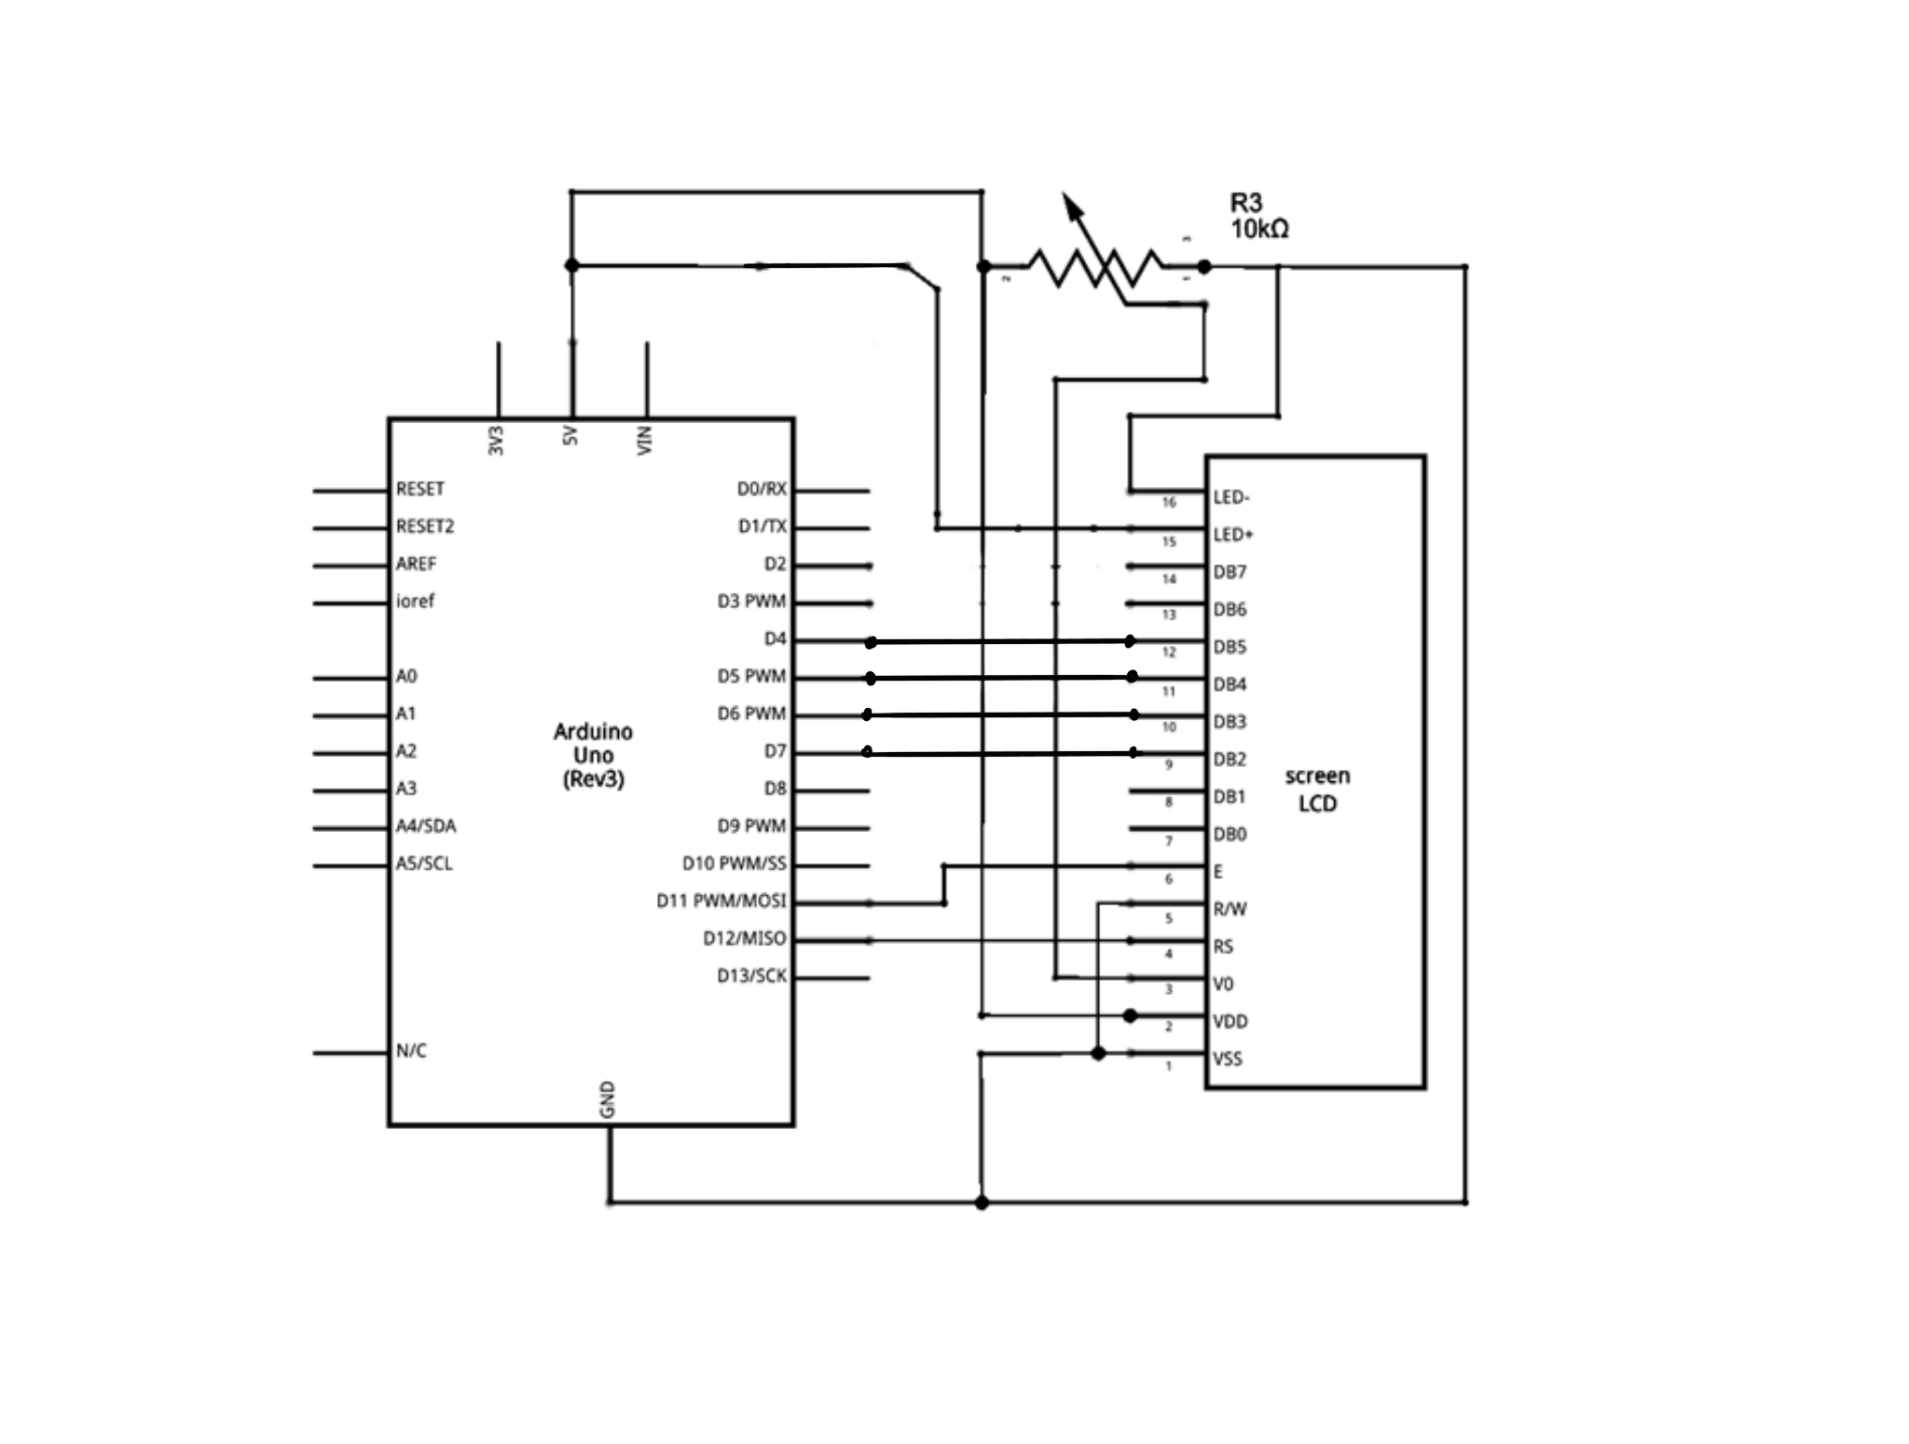 R3
10kΩ
2
3
1
3V3
5V
VIN
RESET
RESET2
AREF
ioref
A0
A1
A2
A3
A4/SDA
A5/SCL
N/C
Arduino
Uno
(Rev3)
D0/RX
D1/TX
D2
D3 PWM
D4
D5 PWM
D6 PWM
D7
D8
D9 PWM
D10 PWM/SS
D11 PWM/MOSI
D12/MISO
D13/SCK
GND
16 LED-
15 LED+
14 DB7
13 DB6
12 DB5
11 DB4
10 DB3
9 DB2
8 DB1
7 DB0
6 E
5 R/W
4 RS
3 V0
2 VDD
1 VSS
screen
LCD